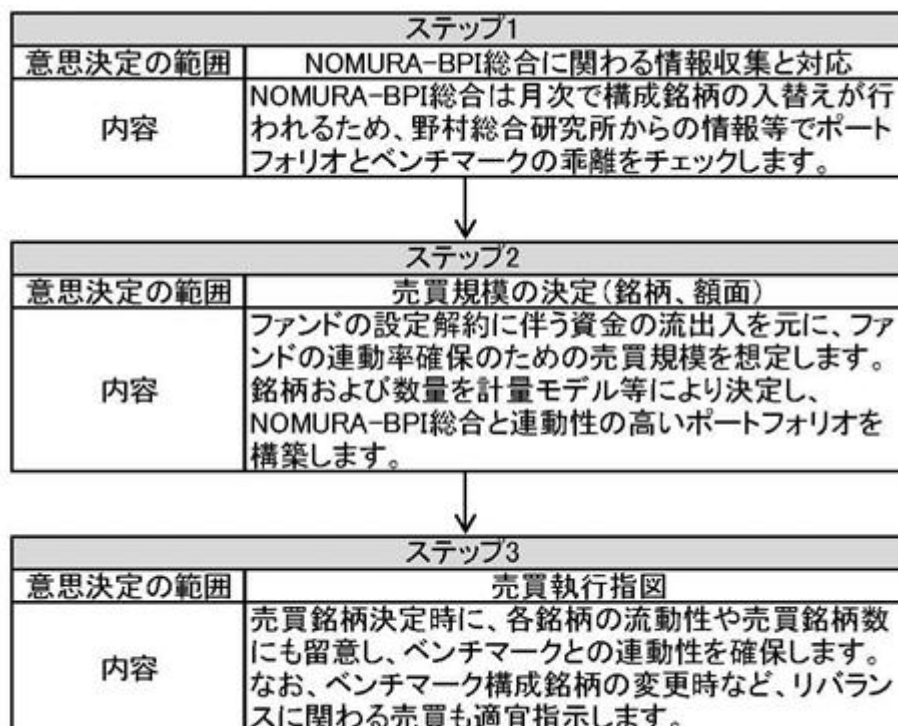 ステップ1
意思決定の範囲 NOMURA-BPI総合に関わる情報収集と対応
内容
NOMURA-BPI総合は月次で構成銘柄の入替えが行
われるため、野村総合研究所からの情報等でポート
フォリオとベンチマークの乖離をチェックします。
ステップ2
意思決定の範囲 売買規模の決定(銘柄、額面)
内容
ファンドの設定解約に伴う資金の流出入を元に、ファ
ンドの連動率確保のための売買規模を想定します。
銘柄および数量を計量モデル等により決定し、
NOMURA-BPI総合と連動性の高いポートフォリオを
構築します。
ステップ3
意思決定の範囲 売買執行指図
内容
売買銘柄決定時に、各銘柄の流動性や売買銘柄数
にも留意し、ベンチマークとの連動性を確保します。
なお、ベンチマーク構成銘柄の変更時など、リバラン
スに関わる売買も適宜指示します。